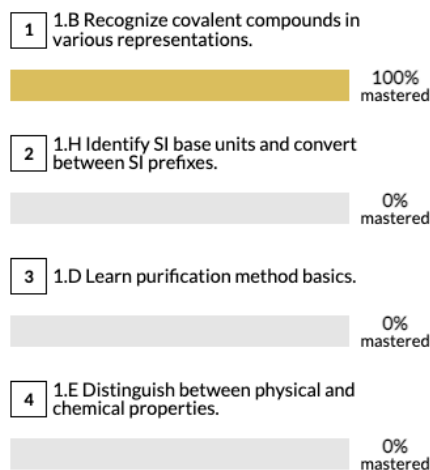 1
1.B Recognize covalent compounds in
various representations.
100%
mastered
2
1.H Identify SI base units and convert
between SI prefixes.
0%
mastered
3
1.D Learn purification method basics.
0%
mastered
4
1.E Distinguish between physical and
chemical properties.
0%
mastered